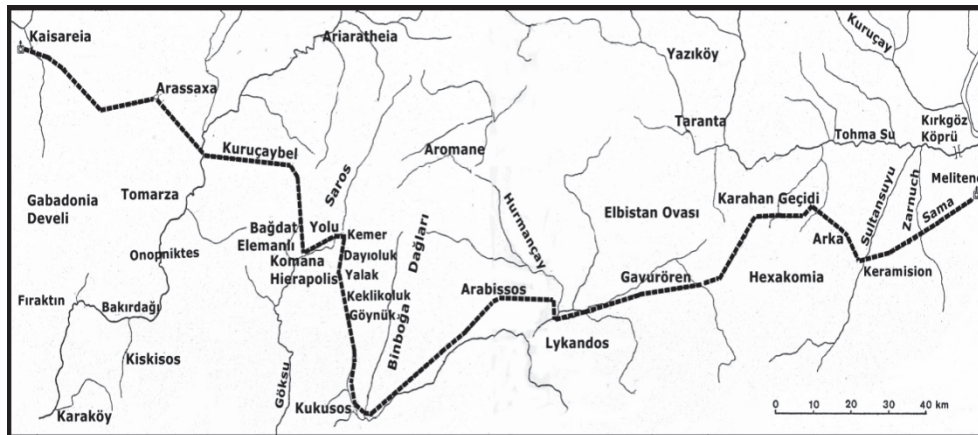 Kaisareia
Ariaratheia
Kuruçay
Yazıköy
Arassaxa
Taranta
Tohma Su
Kırkgöz
Köprü
Kuruçaybel
Aromane
Saros
Tomarza
Gabadonia
Develi
Melitene
Hurmançay
Elbistan Ovası
Karahan Geçidi
Sultansuyu
Zarnuch
Sama
Bağdat Yolu
Elemanlı
Kemer
Komana
Hierapolis
Dayıoluk
Yalak
Dağları
Binboğa
Onopniktes
Arka
Keramision
Fıraktın
Bakırdağı
Keklikoluk
Göynük
Arabissos
Gavurören
Hexakomia
Lykandos
Kiskisos
Göksu
Kukusos
Karaköy
0 10 20 30 40 km